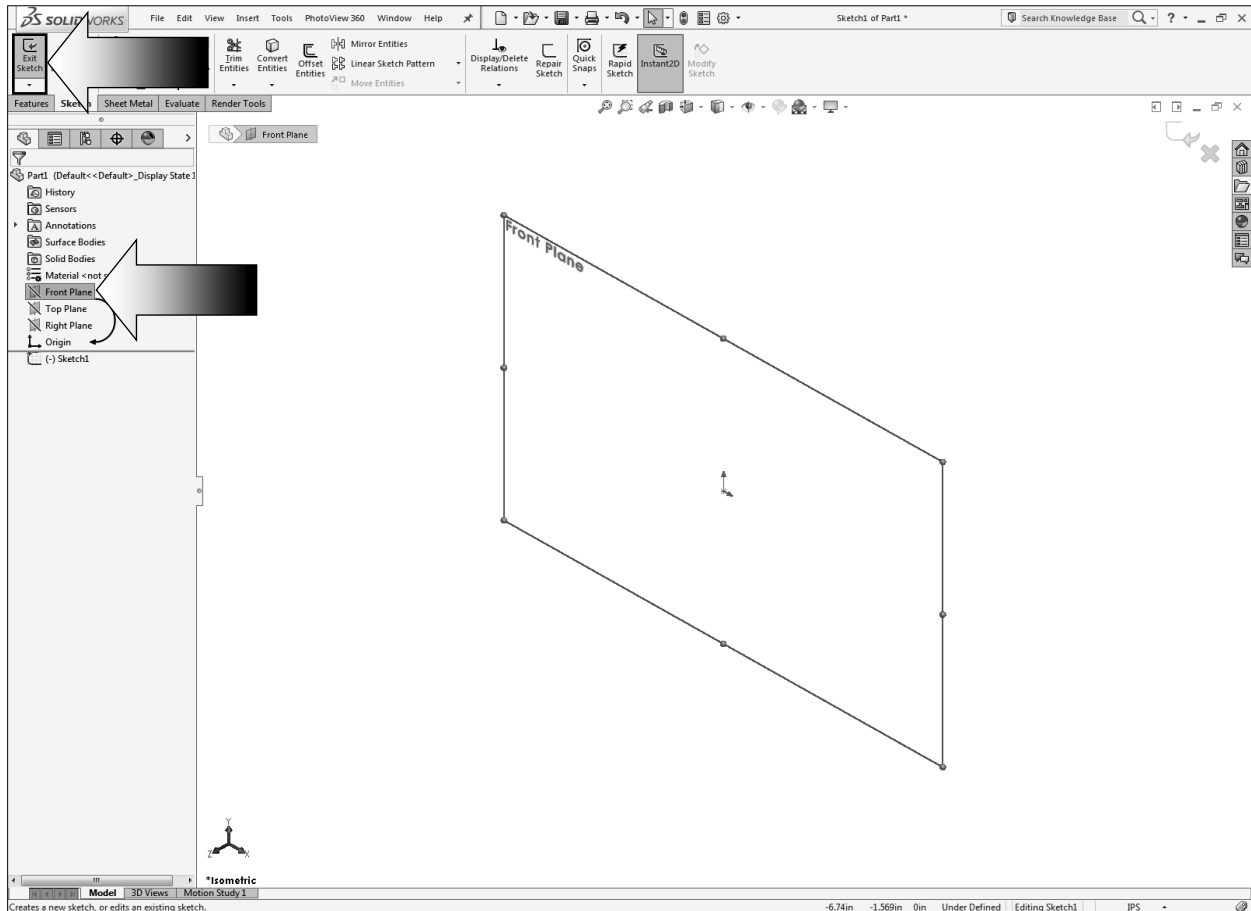 SOLIDWORKS File Edit View Insert Tools PhotoView 360 Window Help Sketch1 of Part1 * Search Knowledge Base ?
Exit Sketch
Trim Entities
Convert Entities
Offset Entities
Mirror Entities
Linear Sketch Pattern
Move Entities
Display/Delete Relations
Repair Sketch
Quick Snaps
Rapid Sketch
Instant2D
Modify Sketch
Features Sheet Metal Evaluate Render Tools
Front Plane
Part1 (Default<<Default>_Display State 1
History
Sensors
Annotations
Surface Bodies
Solid Bodies
Material <not
Front Plane
Top Plane
Right Plane
Origin
(-) Sketch1
Front Plane
Y
Z
X
*Isometric
Model 3D Views Motion Study 1
Creates a new sketch, or edits an existing sketch. -6.74in -1.569in 0in Under Defined Editing Sketch1 IPS